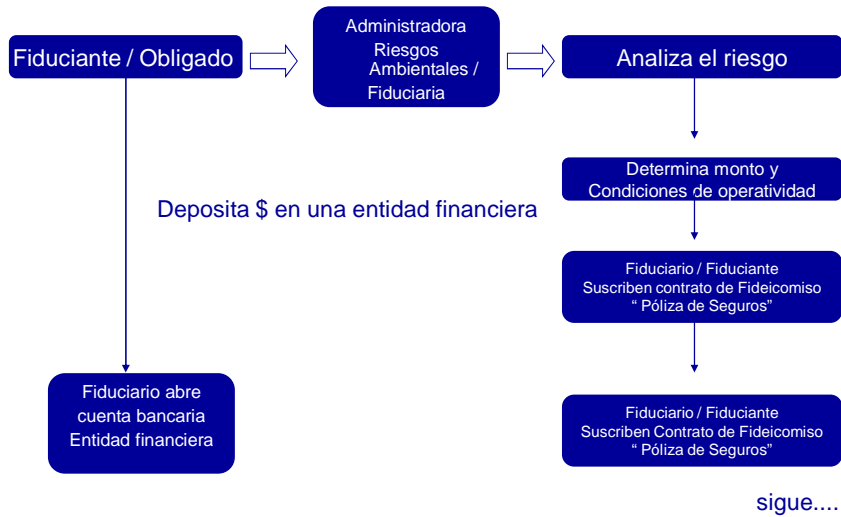 Fiduciante / Obligado
Administradora
Riesgos
Ambientales /
Fiduciaria
Analiza el riesgo
Determina monto y
Condiciones de operatividad
Deposita $ en una entidad financiera
Fiduciario / Fiduciante
Suscriben contrato de Fideicomiso
“ Póliza de Seguros”
Fiduciario abre
cuenta bancaria
Entidad financiera
Fiduciario / Fiduciante
Suscriben Contrato de Fideicomiso
“ Póliza de Seguros”
sigue....